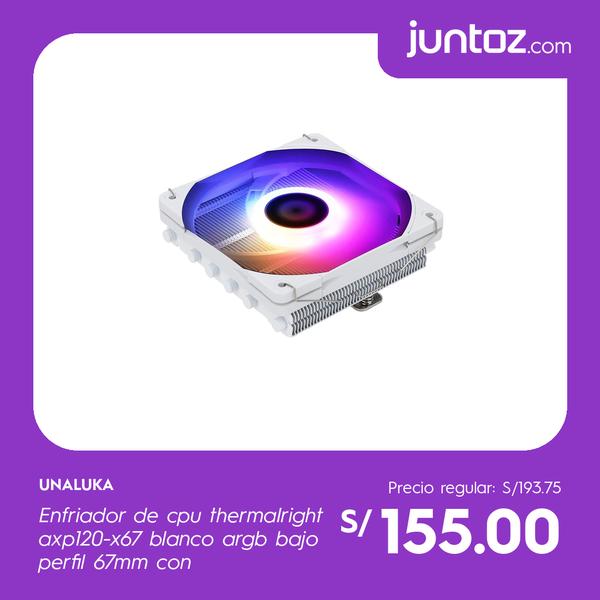 juntoz.com
UNALUKA
Enfriador de cpu thermalright
axp120-x67 blanco argb bajo
perfil 67mm con
Precio regular: S/193.75
S/155.00